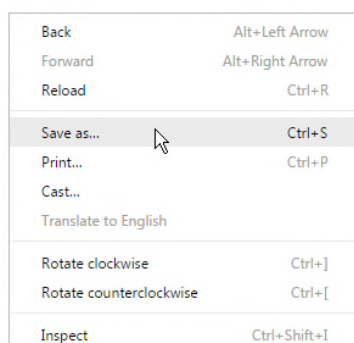 Back Alt+Left Arrow
Forward Alt+Right Arrow
Reload Ctrl+R
Save as... Ctrl+S
Print... Ctrl+P
Cast...
Translate to English
Rotate clockwise Ctrl+]
Rotate counterclockwise Ctrl+[
Inspect Ctrl+Shift+I